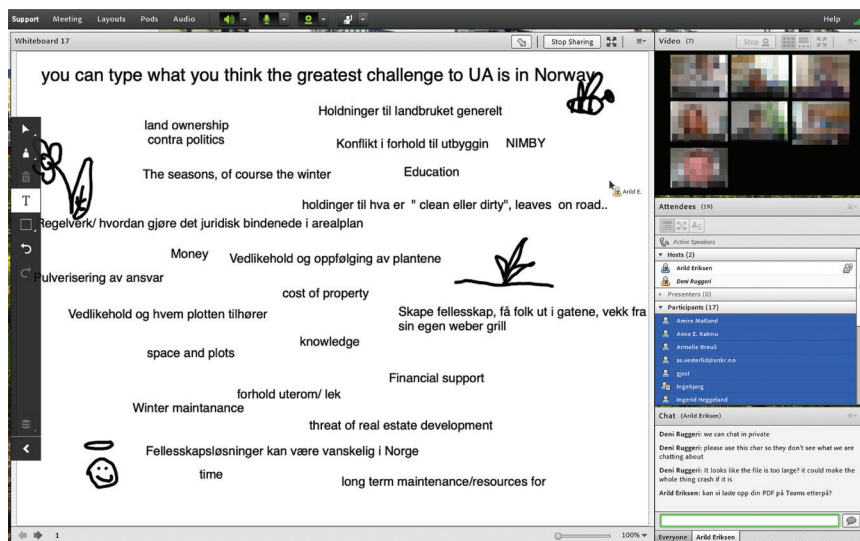 Support Meeting Layouts Pods Audio Help
Whiteboard 17
Stop Sharing
you can type what you think the greatest challenge to UA is in Norway
Holdninger til landbruket generelt
land ownership
contra politics
Konflikt i forhold til utbyggin NIMBY
The seasons, of course the winter
Education
Arild E.
holdinger til hva er " clean eller dirty", leaves on road..
Regelverk/ hvordan gjøre det juridisk bindenede i arealplan
Money
Vedlikehold og oppfølging av plantene
Pulverisering av ansvar
cost of property
Vedlikehold og hvem plotten tilhører
Skape fellesskap, få folk ut i gatene, vekk fra
sin egen weber grill
knowledge
space and plots
Financial support
forhold uterom/ lek
Winter maintanance
threat of real estate development
Fellesskapsløsninger kan være vanskelig i Norge
time
long term maintenance/resources for
T
1
100%
Video (7)
Stop
Attendees (19)
Active Speakers
Hosts (2)
Arild Eriksen
Deni Ruggeri
Presenters (0)
Participants (17)
Amira Matland
Anne E. Katmo
Armelle Breuil
as.vesterlid@snkr.no
gjest
Ingebjørg
Ingerid Heggelund
Chat (Arild Eriksen)
Deni Ruggeri: we can chat in private
Deni Ruggeri: please use this char so they don't see what we are
chatting about
Deni Ruggeri: It looks like the file is too large? it could make the
whole thing crash if it is
Arild Eriksen: kan vi laste opp din PDF på Teams etterpå?
Everyone Arild Eriksen